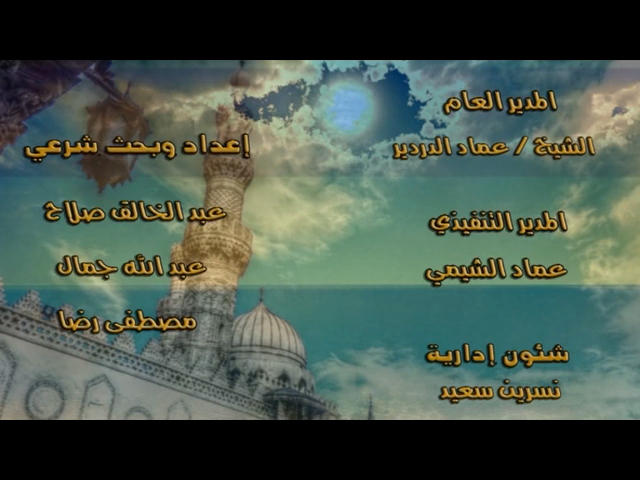 المدير العام
الشيخ / عماد الدردير
المدير التنفيذي
عماد الشيمي
شئون إدارية
نسرين سعيد
إعداد وبحث شرعي
عبد الخالق صلاح
عبد الله جمال
مصطفى رضا